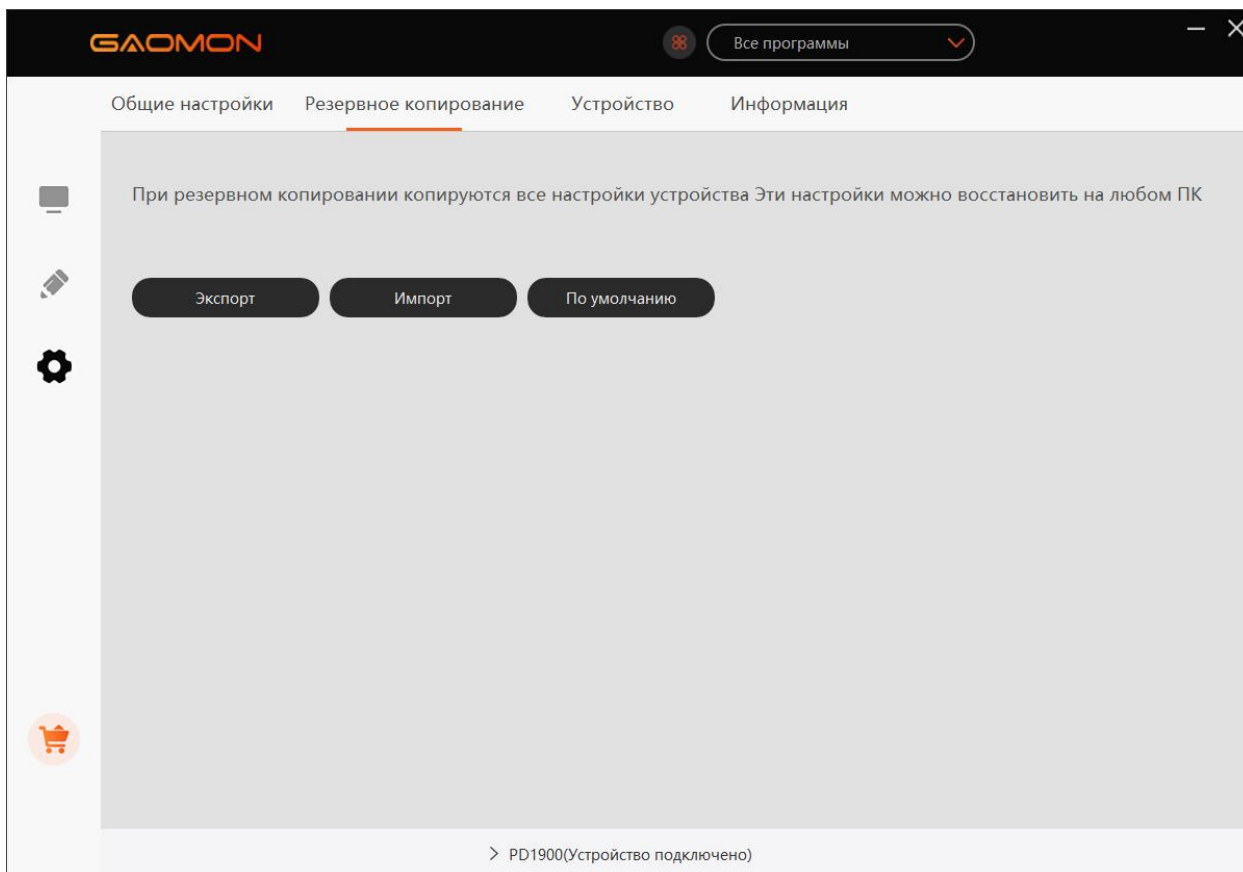 GAOMON
Все программы
Общие настройки Резервное копирование Устройство Информация
При резервном копировании копируются все настройки устройства Эти настройки можно восстановить на любом ПК
Экспорт Импорт По умолчанию
PD1900(Устройство подключено)